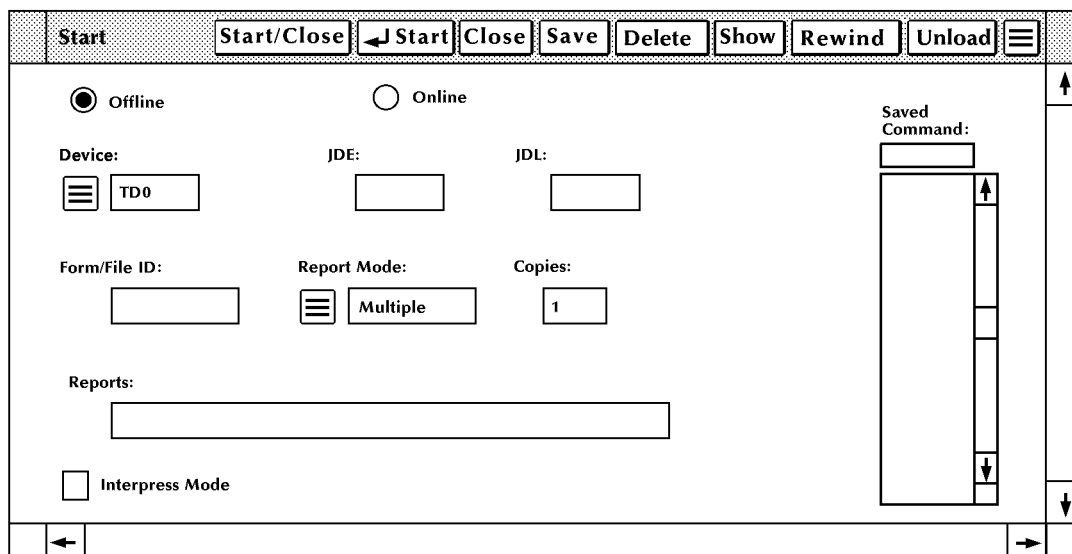 Start Start/Close Start Close Save Delete Show Rewind Unload
Offline Online
Saved
Command:
Device: JDE: JDL:
TD0
Form/File ID: Report Mode: Copies:
Multiple 1
Reports:
Interpress Mode